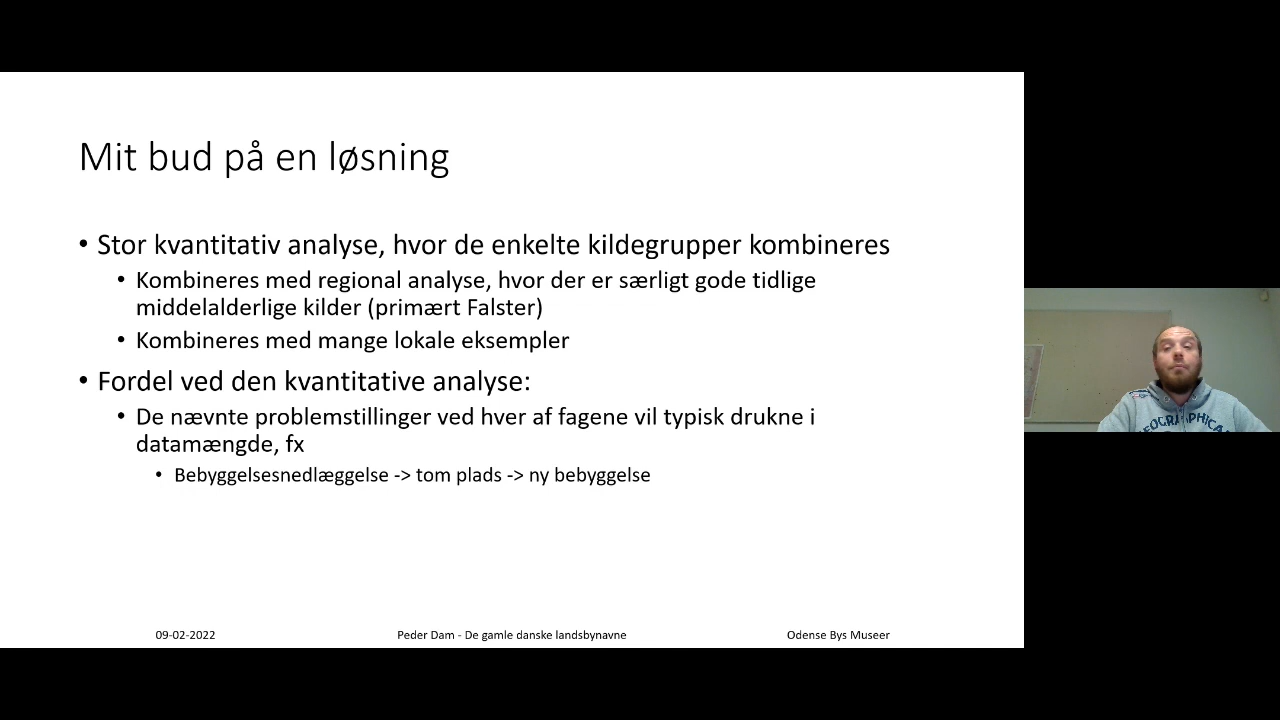 Mit bud på en løsning
• Stor kvantitativ analyse, hvor de enkelte kildegrupper kombineres
• Kombineres med regional analyse, hvor der er særligt gode tidlige
middelalderlige kilder (primært Falster)
• Kombineres med mange lokale eksempler
• Fordel ved den kvantitative analyse:
• De nævnte problemstillinger ved hver af fagene vil typisk drukne i
datamængde, fx
• Bebyggelsesnedlæggelse -> tom plads -> ny bebyggelse
09-02-2022
Peder Dam - De gamle danske landsbynavne
Odense Bys Museer